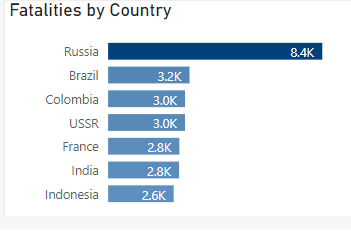 Fatalities by Country
Russia 8.4K
Brazil 3.2K
Colombia 3.0K
USSR 3.0K
France 2.8K
India 2.8K
Indonesia 2.6K